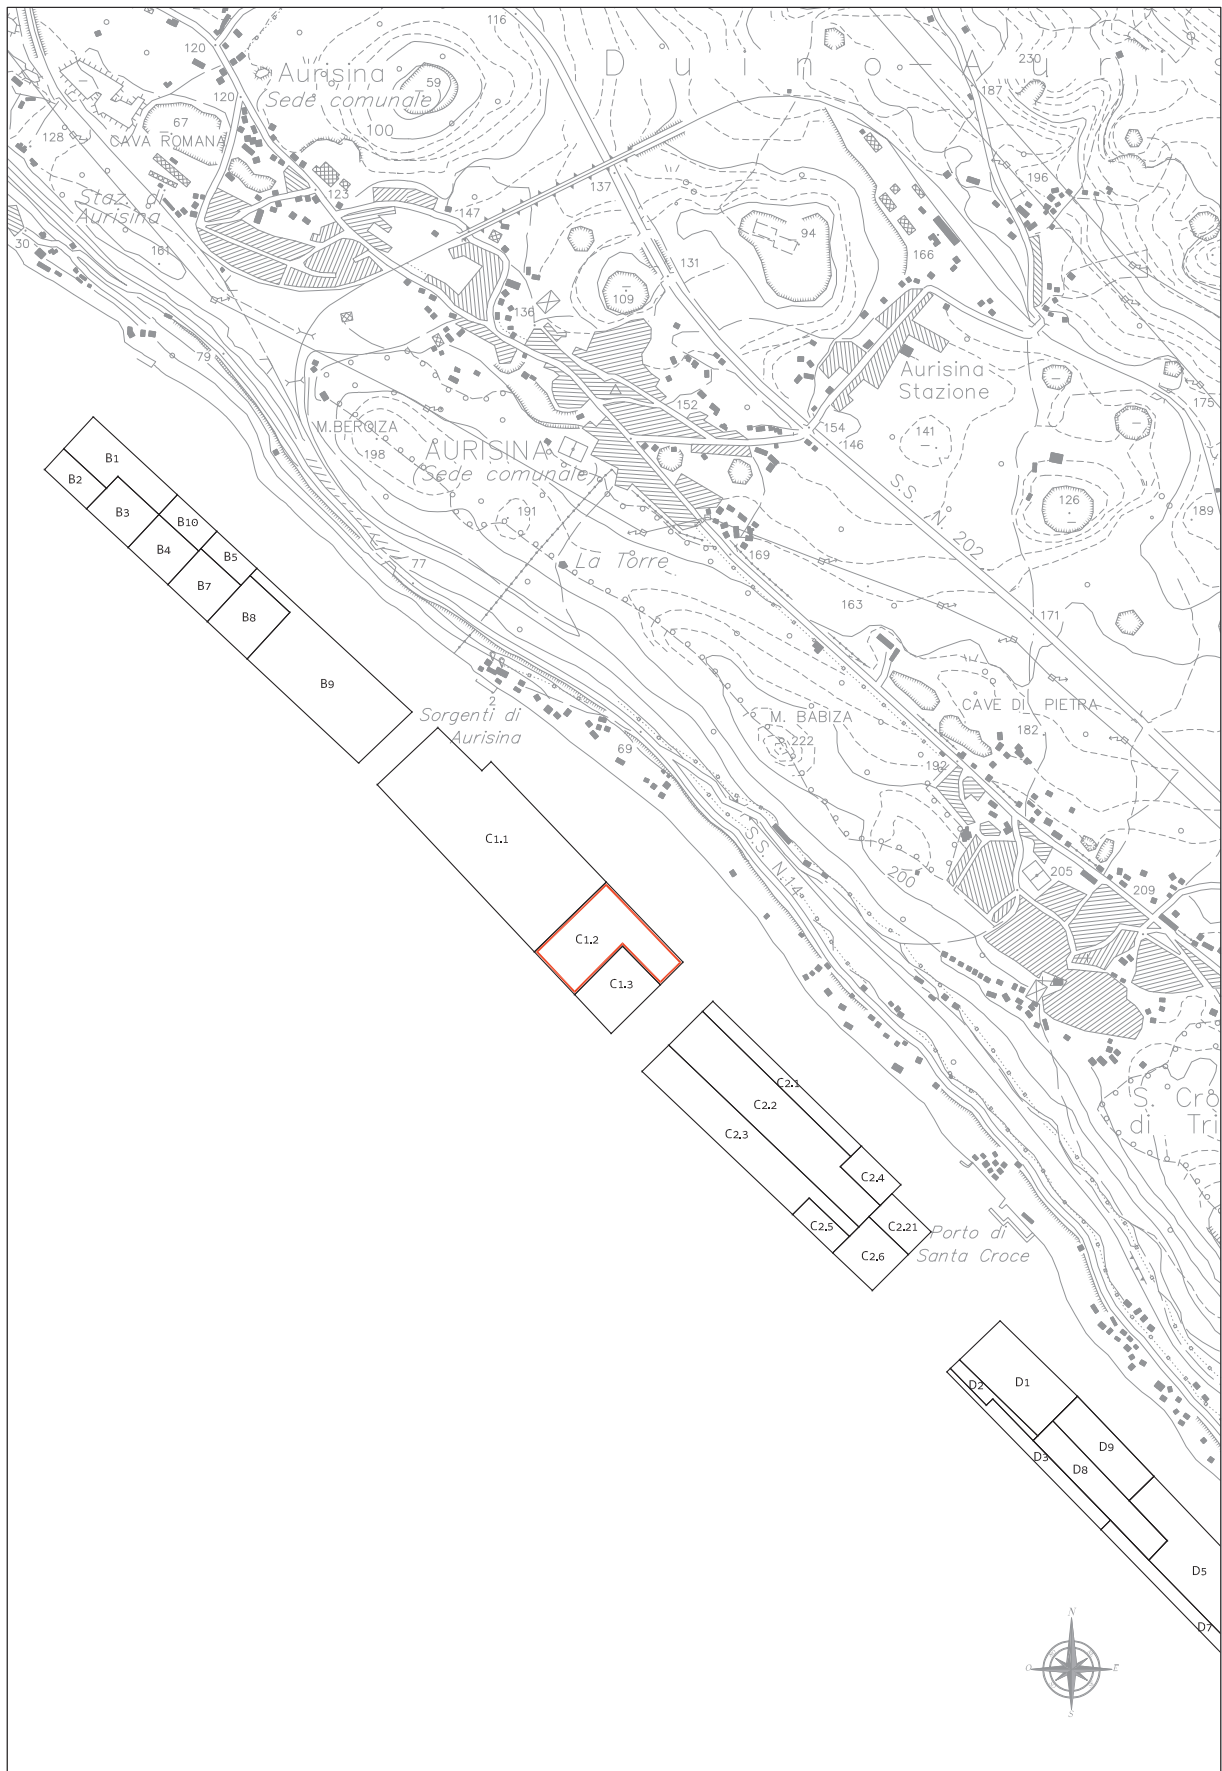 116
D u i n o - A u r i s
230
120
Aurisina
Sede comunale
59
187
120
67
CAVA ROMANA
100
128
196
137
123
Staz. di
Aurisina
147
94
30
161
166
131
109
136
79
Aurisina
Stazione
175
152
M.BEROIZA
154
141
146
198
AURISINA
(Sede comunale)
B1
S.S. N. 202
126
B2
189
191
B3
B10
B4
B5
169
77
La Torre
B7
163
B8
171
B9
2
CAVE DI PIETRA
Sorgenti di
Aurisina
M. BABIZA
182
222
69
192
C1.1
S.S. N.14
200
205
209
C1.2
C1.3
C2.1
S. Cro
di Tri
C2.2
C2.3
C2.4
C2.5
C2.21
Porto di
Santa Croce
C2.6
D1
D2
D9
D3
D8
D5
N
D7
O
E
S